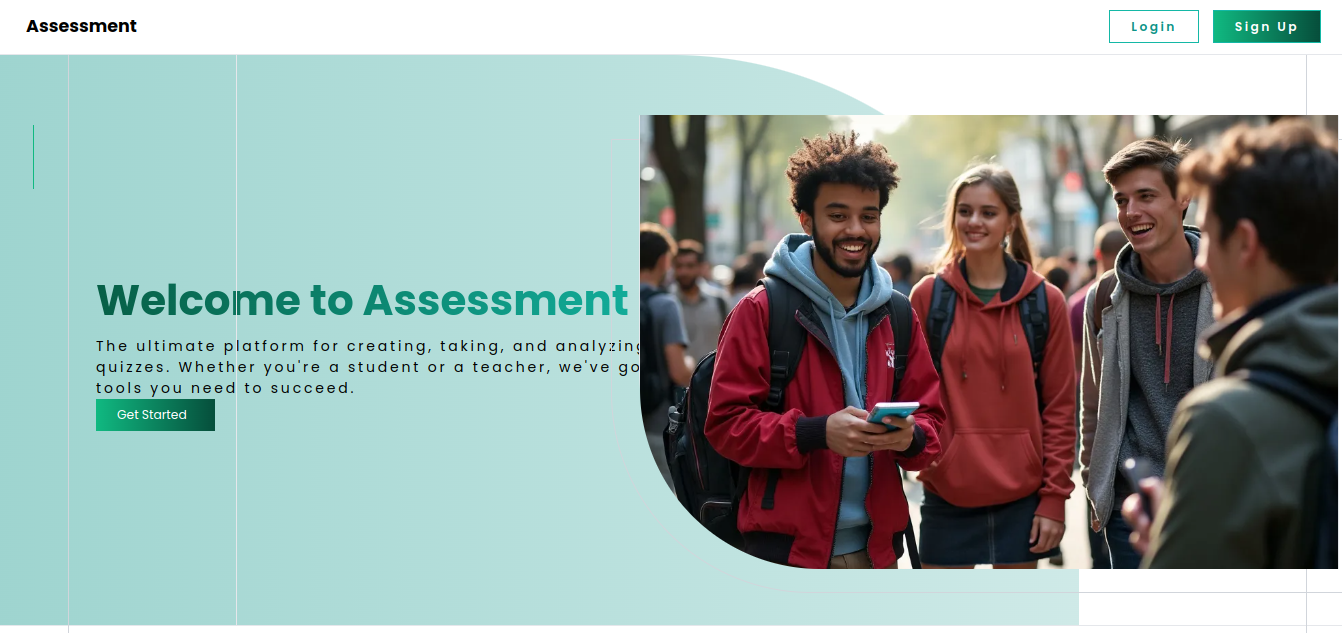 Assessment
Login
Sign Up
Welcome to Assessment
The ultimate platform for creating, taking, and analyzing
quizzes. Whether you're a student or a teacher, we've go
tools you need to succeed.
Get Started